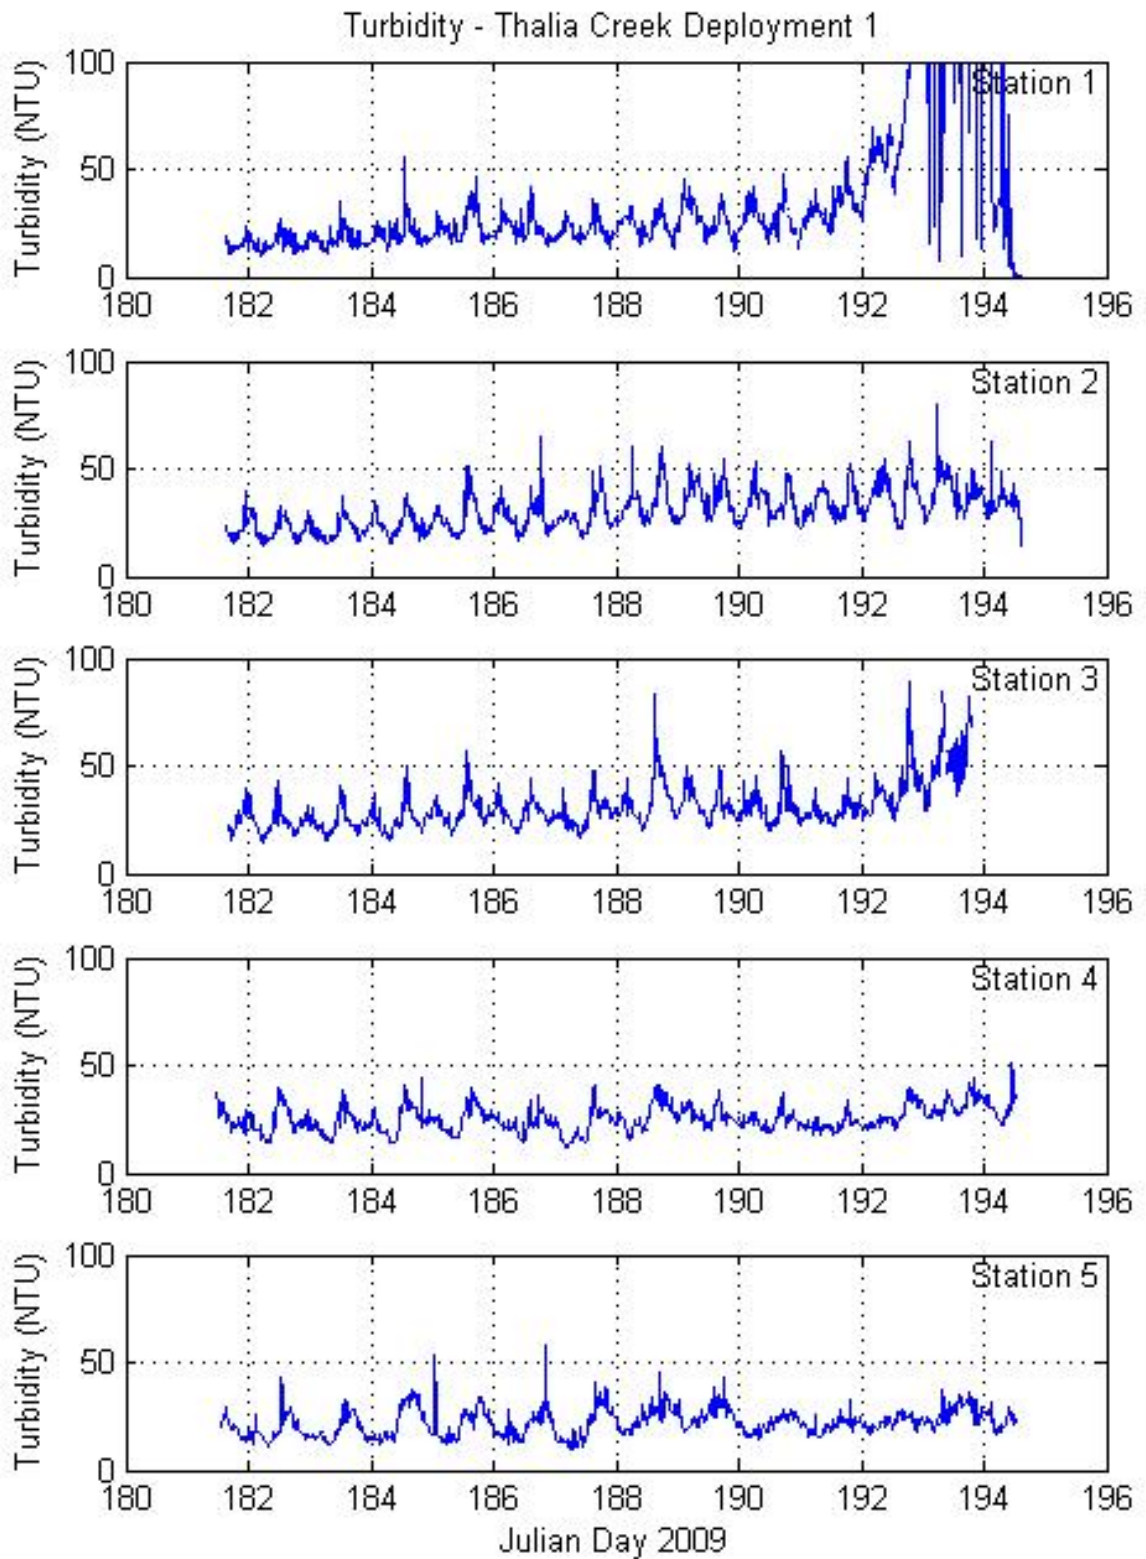 Turbidity - Thalia Creek Deployment 1
Turbidity (NTU)
100
50
0
Station 1
180 182 184 186 188 190 192 194 196
Turbidity (NTU)
100
50
0
Station 2
180 182 184 186 188 190 192 194 196
Turbidity (NTU)
100
50
0
Station 3
180 182 184 186 188 190 192 194 196
Turbidity (NTU)
100
50
0
Station 4
180 182 184 186 188 190 192 194 196
Turbidity (NTU)
100
50
0
Station 5
180 182 184 186 188 190 192 194 196
Julian Day 2009